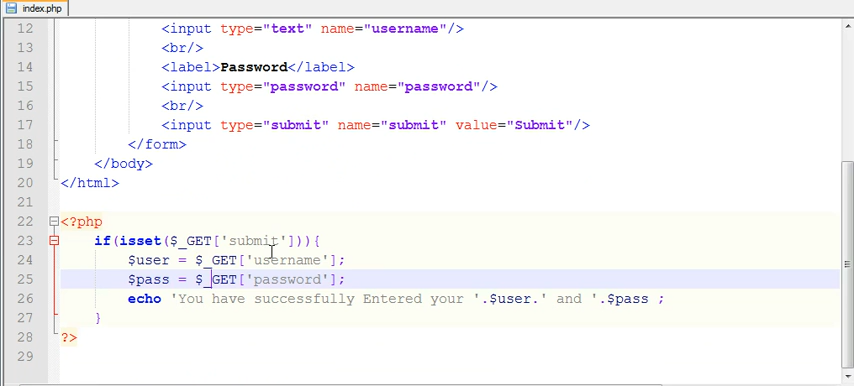 index.php
12 <input type="text" name="username"/>
13 <br/>
14 <label>Password</label>
15 <input type="password" name="password"/>
16 <br/>
17 <input type="submit" name="submit" value="Submit"/>
18 </form>
19 </body>
20 </html>
21
22 <?php
23 if(isset($_GET['submit'])){
24 $user = $_GET['username'];
25 $pass = $_GET['password'];
26 echo 'You have successfully Entered your '.$user.' and '.$pass ;
27 }
28 ?>
29